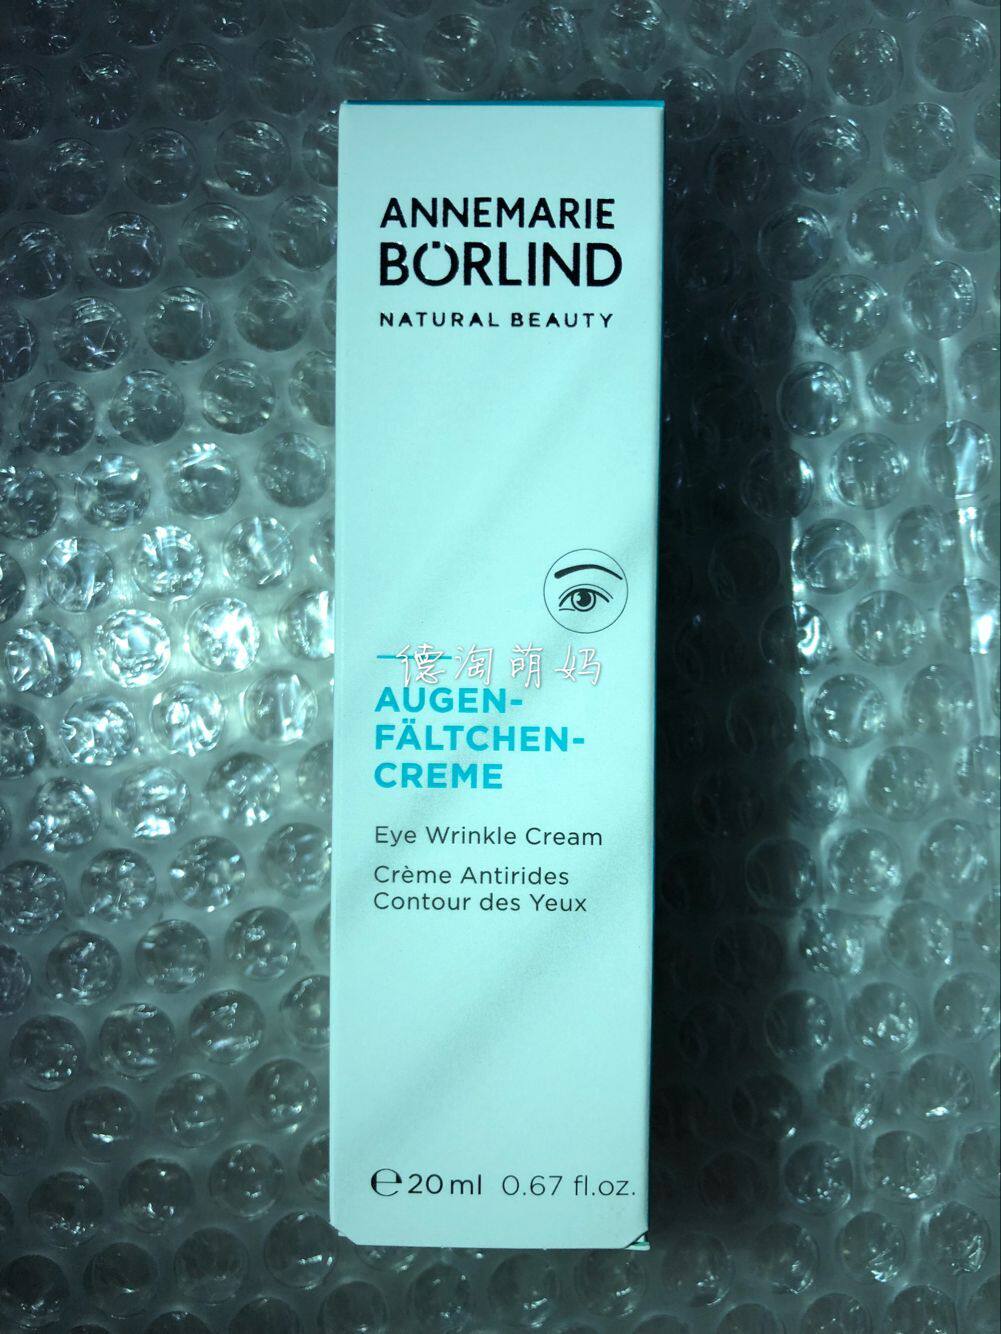 ANNEMARIE
BÖRLIND
NATURAL BEAUTY
德淘萌妈
AUGEN-
FÄLTCHEN-
CREME
Eye Wrinkle Cream
Crème Antirides
Contour des Yeux
℮20 ml 0.67 fl.oz.